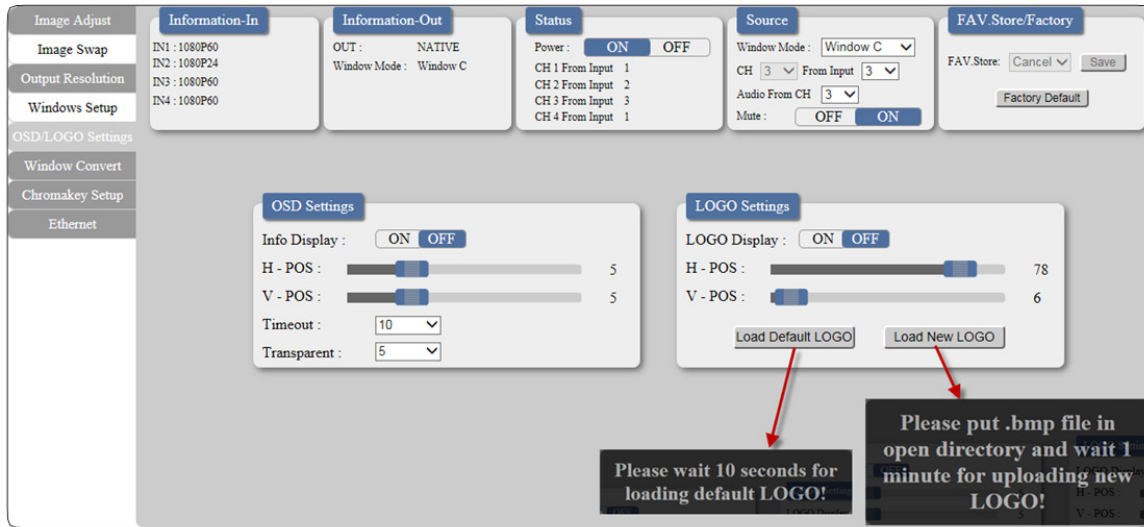 Image Adjust
Image Swap
Output Resolution
Windows Setup
OSD/LOGO Settings
Window Convert
Chromakey Setup
Ethernet
Information-In
IN1 : 1080P60
IN2 : 1080P24
IN3 : 1080P60
IN4 : 1080P60
Information-Out
OUT : NATIVE
Window Mode : Window C
Status
Power : ON OFF
CH 1 From Input 1
CH 2 From Input 2
CH 3 From Input 3
CH 4 From Input 1
Source
Window Mode : Window C
CH 3 From Input 3
Audio From CH 3
Mute : OFF ON
FAV.Store/Factory
FAV.Store: Cancel Save
Factory Default
OSD Settings
Info Display : ON OFF
H - POS : 5
V - POS : 5
Timeout : 10
Transparent : 5
LOGO Settings
LOGO Display : ON OFF
H - POS : 78
V - POS : 6
Load Default LOGO Load New LOGO
Please wait 10 seconds for
loading default LOGO!
Please put .bmp file in
open directory and wait 1
minute for uploading new
LOGO!
H - POS :
V - POS :